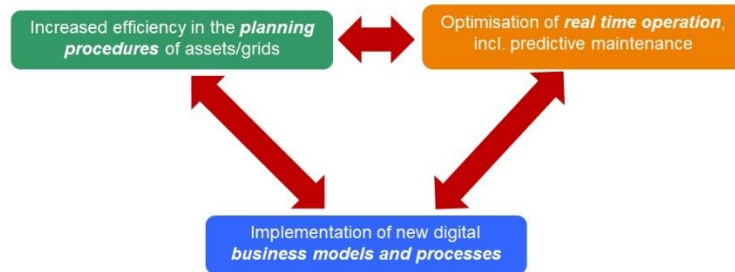 Increased efficiency in the planning
procedures of assets/grids
Optimisation of real time operation,
incl. predictive maintenance
Implementation of new digital
business models and processes